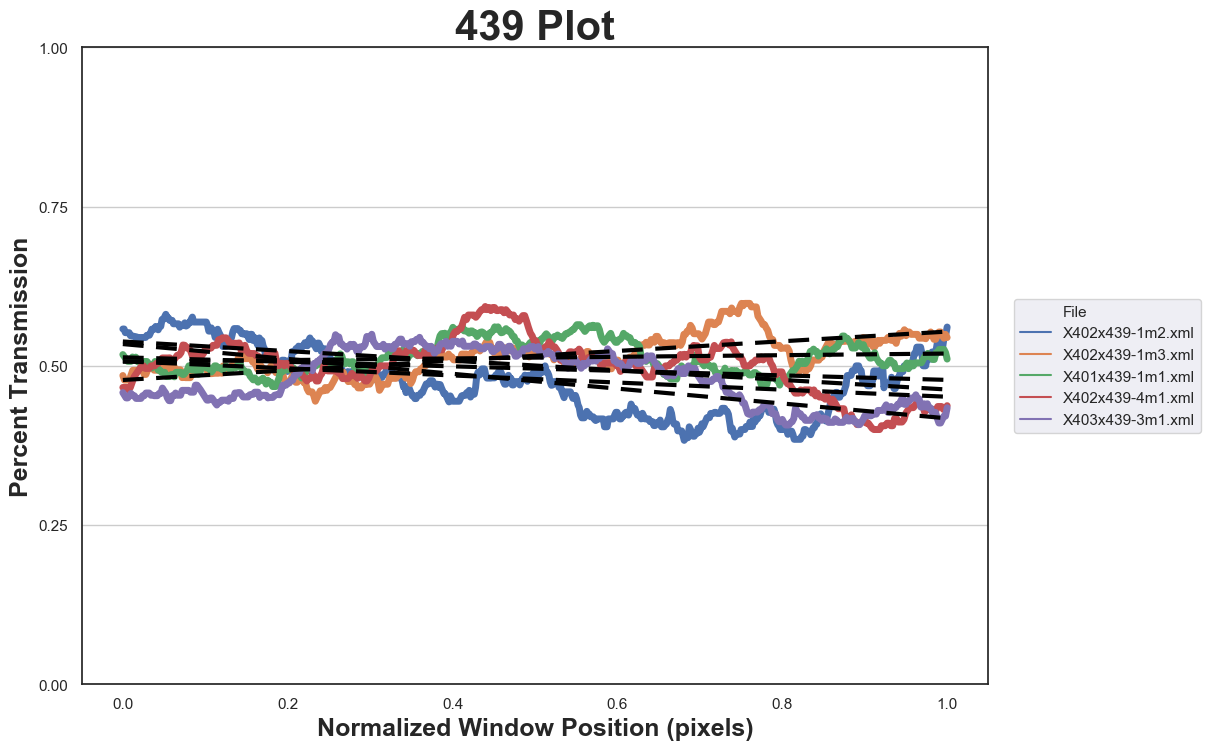 439 Plot
Percent Transmission
1.00
0.75
0.50
0.25
0.00
0.0 0.2 0.4 0.6 0.8 1.0
Normalized Window Position (pixels)
File
X402x439-1m2.xml
X402x439-1m3.xml
X401x439-1m1.xml
X402x439-4m1.xml
X403x439-3m1.xml